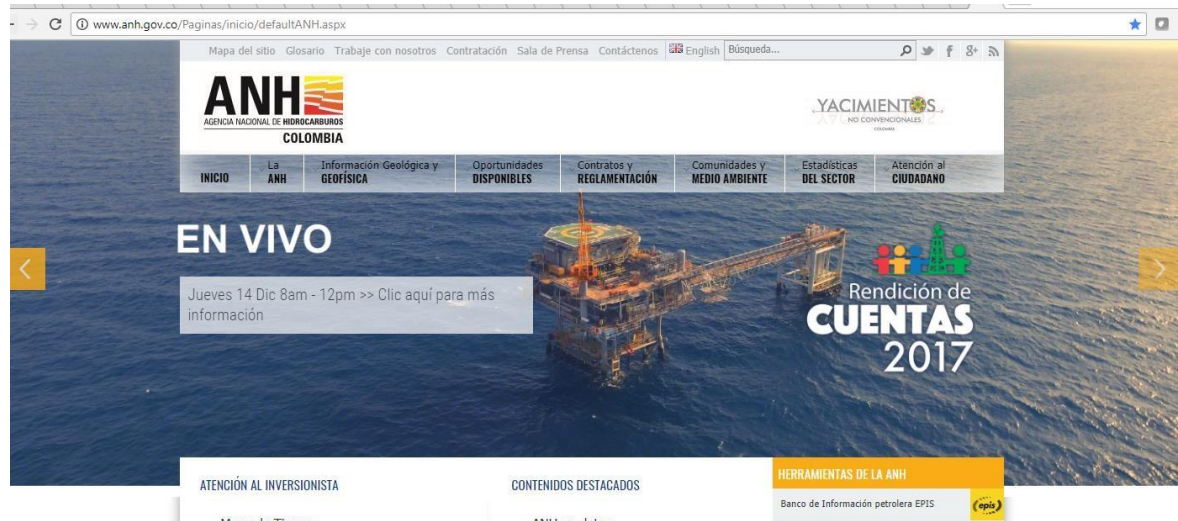 www.anh.gov.co/Paginas/inicio/defaultANH.aspx
Mapa del sitio Glosario Trabaje con nosotros Contratación Sala de Prensa Contáctenos English Búsqueda...
ANH
AGENCIA NACIONAL DE HIDROCARBUROS
COLOMBIA
YACIMIENTOS
NO CONVENCIONALES
COLOMBIA
INICIO
La
ANH
Información Geológica y
GEOFÍSICA
Oportunidades
DISPONIBLES
Contratos y
REGLAMENTACIÓN
Comunidades y
MEDIO AMBIENTE
Estadísticas
DEL SECTOR
Atención al
CIUDADANO
EN VIVO
Jueves 14 Dic 8am - 12pm >> Clic aquí para más
información
Rendición de
CUENTAS
2017
ATENCIÓN AL INVERSIONISTA
CONTENIDOS DESTACADOS
HERRAMIENTAS DE LA ANH
Banco de Información petrolera EPIS
epis